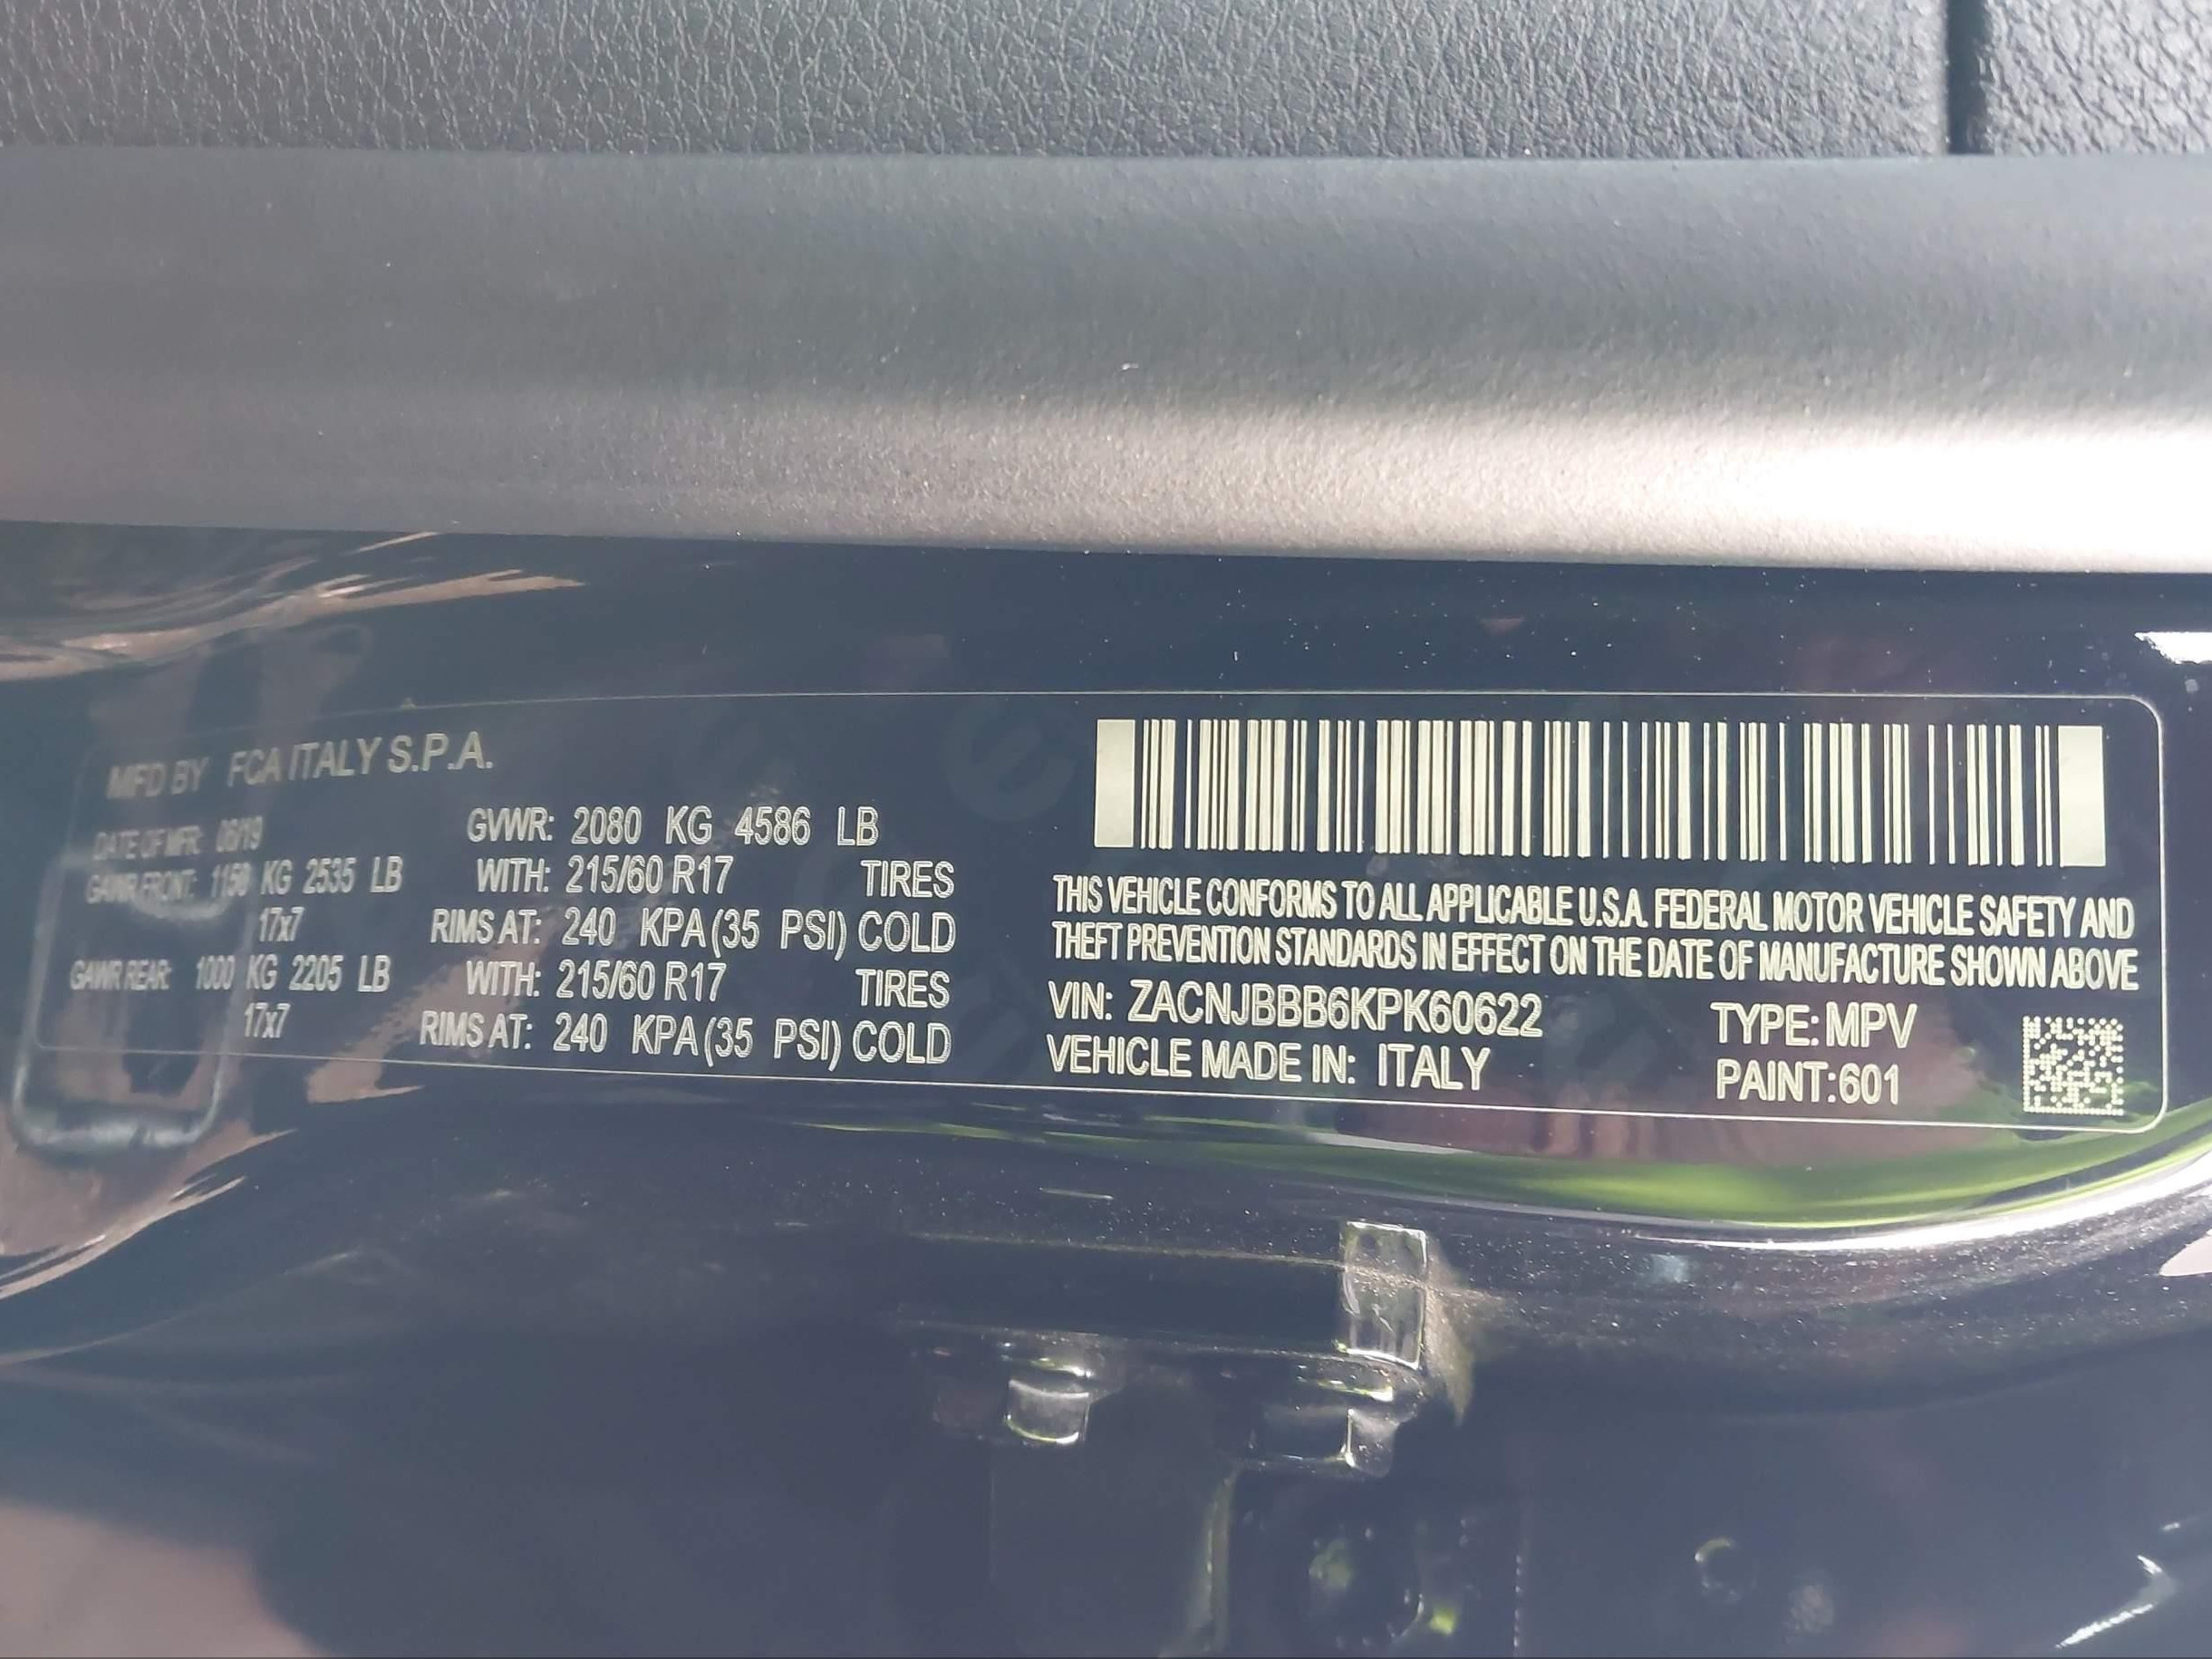 MFD BY FCA ITALY S.P.A.
DATE OF MFR: 06/19
GVWR: 2080 KG 4586 LB
GAWR FRONT: 1150 KG 2535 LB WITH: 215/60 R17 TIRES
17x7 RIMS AT: 240 KPA (35 PSI) COLD
GAWR REAR: 1000 KG 2205 LB WITH: 215/60 R17 TIRES
17x7 RIMS AT: 240 KPA (35 PSI) COLD
THIS VEHICLE CONFORMS TO ALL APPLICABLE U.S.A. FEDERAL MOTOR VEHICLE SAFETY AND
THEFT PREVENTION STANDARDS IN EFFECT ON THE DATE OF MANUFACTURE SHOWN ABOVE
VIN: ZACNJBBB6KPK60622 TYPE: MPV
VEHICLE MADE IN: ITALY PAINT:601